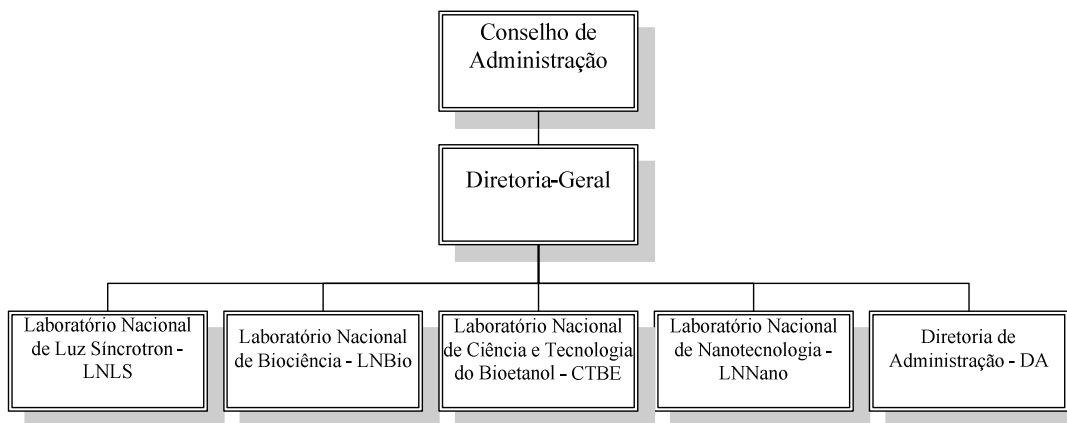 Conselho de
Administração
Diretoria-Geral
Laboratório Nacional
de Luz Síncrotron -
LNLS
Laboratório Nacional
de Biociência - LNBio
Laboratório Nacional
de Ciência e Tecnologia
do Bioetanol - CTBE
Laboratório Nacional
de Nanotecnologia -
LNNano
Diretoria de
Administração - DA